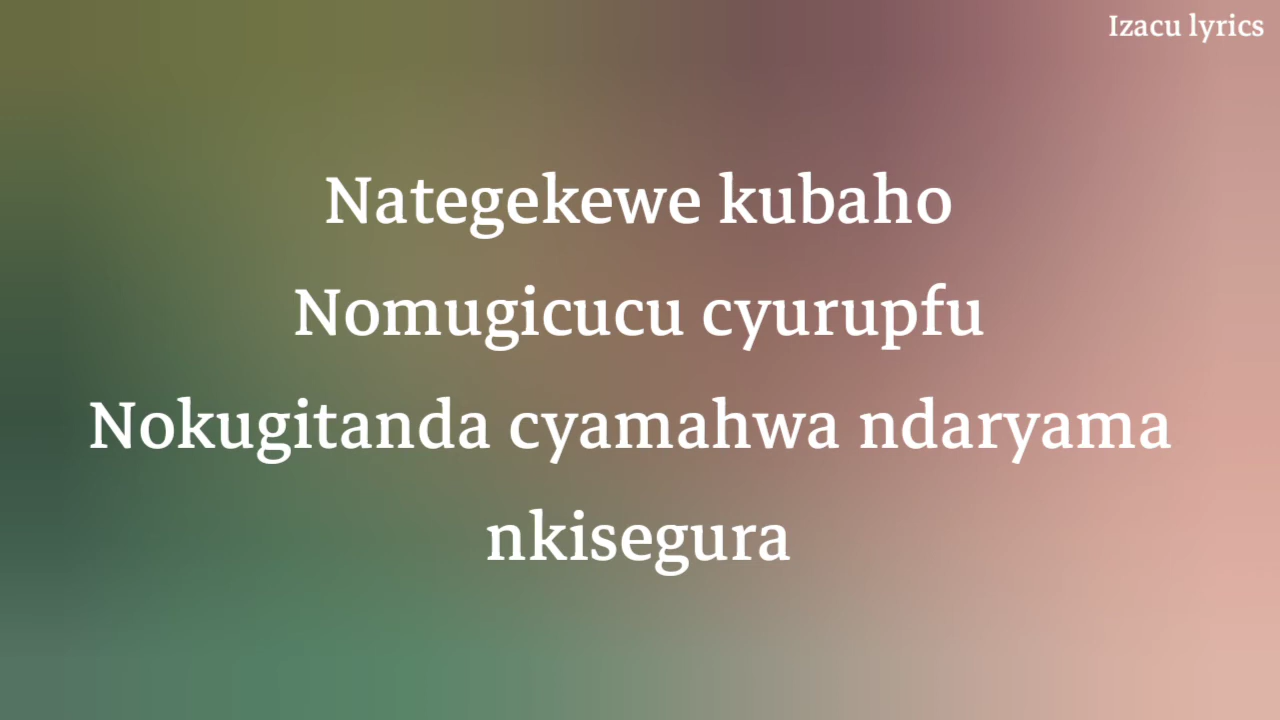 Izacu lyrics
Nategekewe kubaho
Nomugicucu cyurupfu
Nokugitanda cyamahwa ndaryama
nkisegura